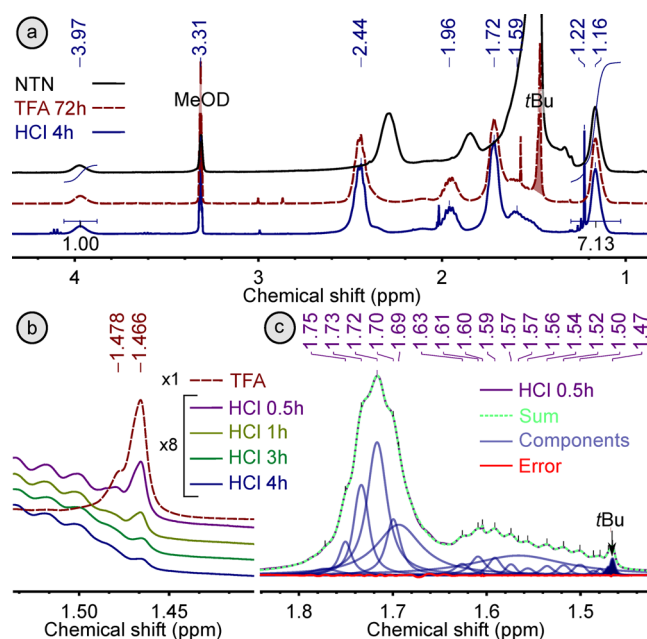 a
3.97
3.31
2.44
1.96
1.72
1.59
1.22
1.16
NTN
TFA 72h
HCl 4h
MeOD
tBu
1.00
7.13
4
3
2
1
Chemical shift (ppm)
b
1.478
1.466
x1
TFA
x8
HCl 0.5h
HCl 1h
HCl 3h
HCl 4h
1.50
1.45
Chemical shift (ppm)
c
1.75
1.73
1.72
1.70
1.69
1.63
1.61
1.60
1.59
1.57
1.57
1.56
1.54
1.52
1.50
1.47
HCl 0.5h
Sum
Components
Error
tBu
1.8
1.7
1.6
1.5
Chemical shift (ppm)